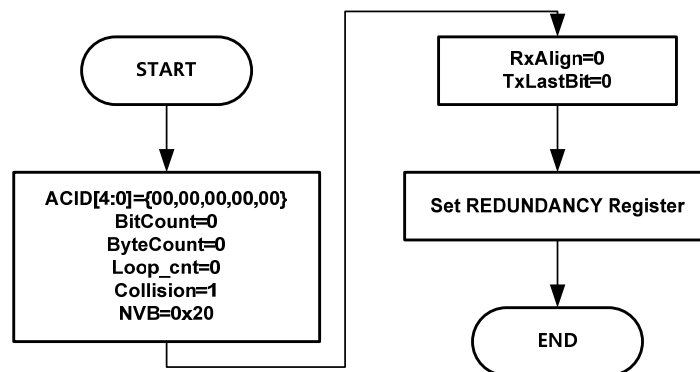 START
ACID[4:0]={00,00,00,00,00}
BitCount=0
ByteCount=0
Loop_cnt=0
Collision=1
NVB=0x20
RxAlign=0
TxLastBit=0
Set REDUNDANCY Register
END